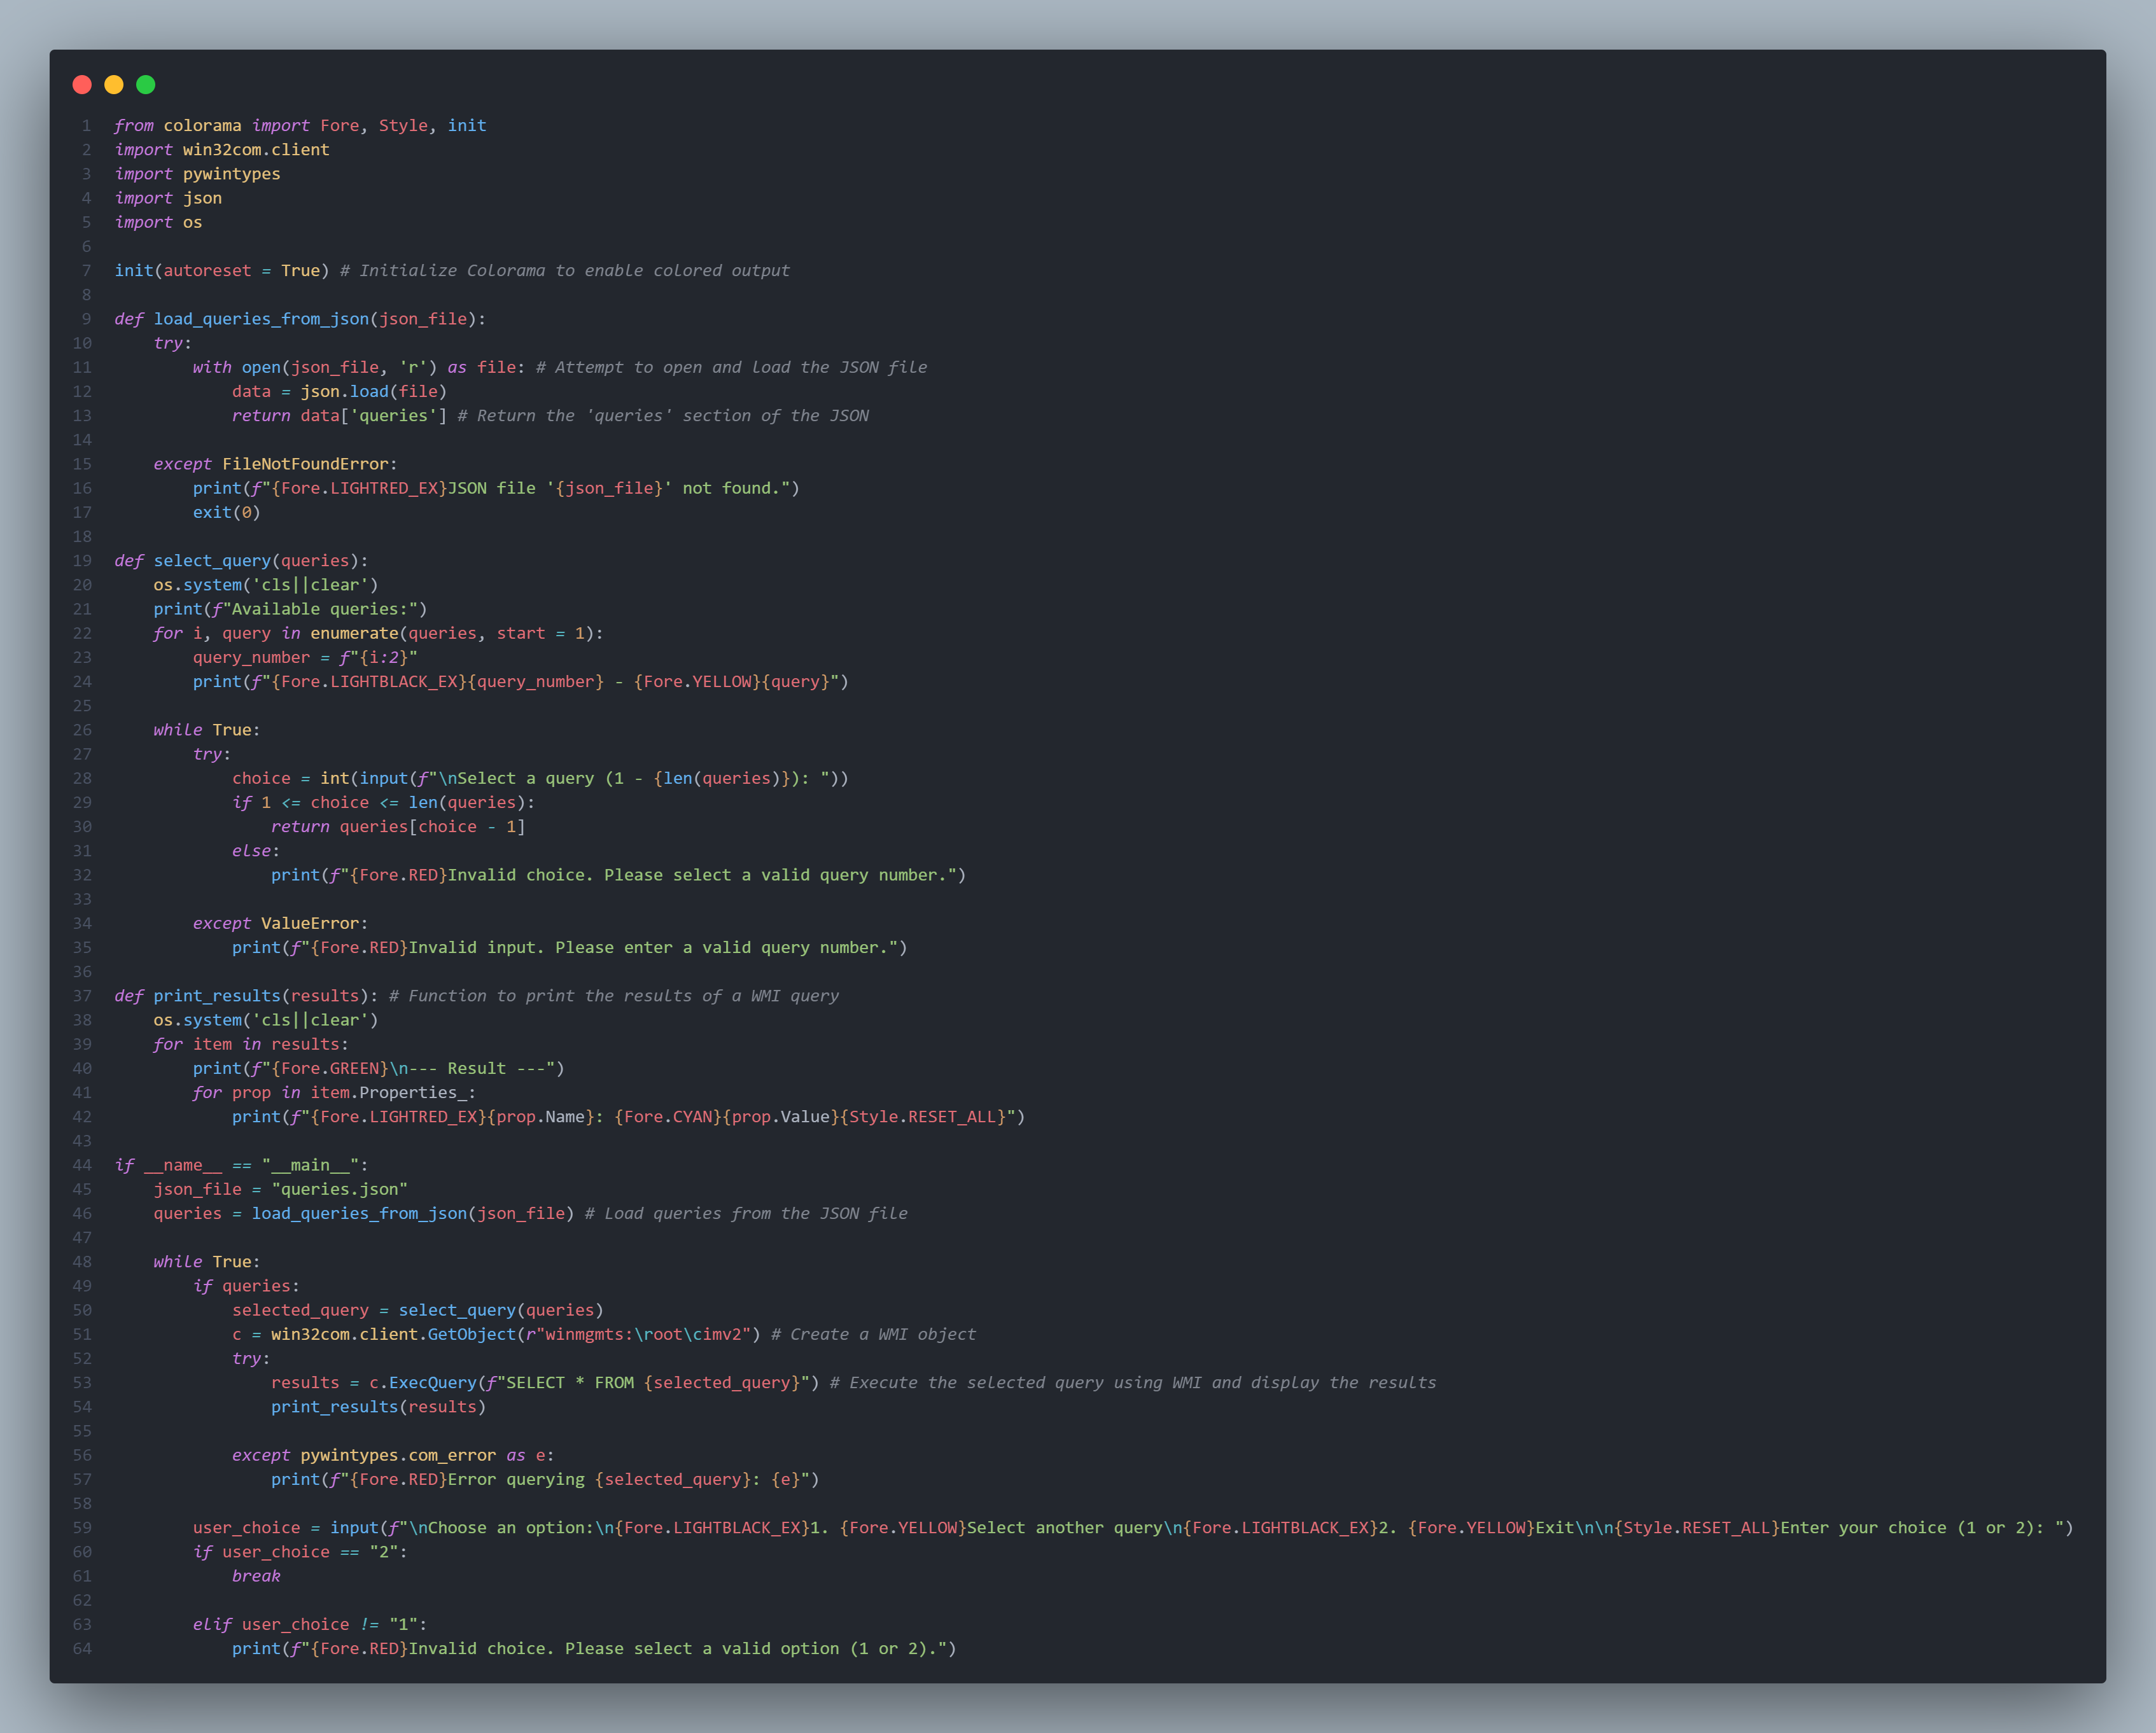 1 from colorama import Fore, Style, init
2 import win32com.client
3 import pywintypes
4 import json
5 import os
6
7 init(autoreset = True) # Initialize Colorama to enable colored output
8
9 def load_queries_from_json(json_file):
10     try:
11         with open(json_file, 'r') as file: # Attempt to open and load the JSON file
12             data = json.load(file)
13             return data['queries'] # Return the 'queries' section of the JSON
14
15     except FileNotFoundError:
16         print(f"{Fore.LIGHTRED_EX}JSON file '{json_file}' not found.")
17         exit(0)
18
19 def select_query(queries):
20     os.system('cls||clear')
21     print(f"Available queries:")
22     for i, query in enumerate(queries, start = 1):
23         query_number = f"{i:2}"
24         print(f"{Fore.LIGHTBLACK_EX}{query_number} - {Fore.YELLOW}{query}")
25
26     while True:
27         try:
28             choice = int(input(f"\nSelect a query (1 - {len(queries)}): "))
29             if 1 <= choice <= len(queries):
30                 return queries[choice - 1]
31             else:
32                 print(f"{Fore.RED}Invalid choice. Please select a valid query number.")
33
34         except ValueError:
35             print(f"{Fore.RED}Invalid input. Please enter a valid query number.")
36
37 def print_results(results): # Function to print the results of a WMI query
38     os.system('cls||clear')
39     for item in results:
40         print(f"{Fore.GREEN}\n--- Result ---")
41         for prop in item.Properties_:
42             print(f"{Fore.LIGHTRED_EX}{prop.Name}: {Fore.CYAN}{prop.Value}{Style.RESET_ALL}")
43
44 if __name__ == "__main__":
45     json_file = "queries.json"
46     queries = load_queries_from_json(json_file) # Load queries from the JSON file
47
48     while True:
49         if queries:
50             selected_query = select_query(queries)
51             c = win32com.client.GetObject(r"winmgmts:\root\cimv2") # Create a WMI object
52             try:
53                 results = c.ExecQuery(f"SELECT * FROM {selected_query}") # Execute the selected query using WMI and display the results
54                 print_results(results)
55
56             except pywintypes.com_error as e:
57                 print(f"{Fore.RED}Error querying {selected_query}: {e}")
58
59         user_choice = input(f"\nChoose an option:\n{Fore.LIGHTBLACK_EX}1. {Fore.YELLOW}Select another query\n{Fore.LIGHTBLACK_EX}2. {Fore.YELLOW}Exit\n\n{Style.RESET_ALL}Enter your choice (1 or 2): ")
60         if user_choice == "2":
61             break
62
63         elif user_choice != "1":
64             print(f"{Fore.RED}Invalid choice. Please select a valid option (1 or 2).")